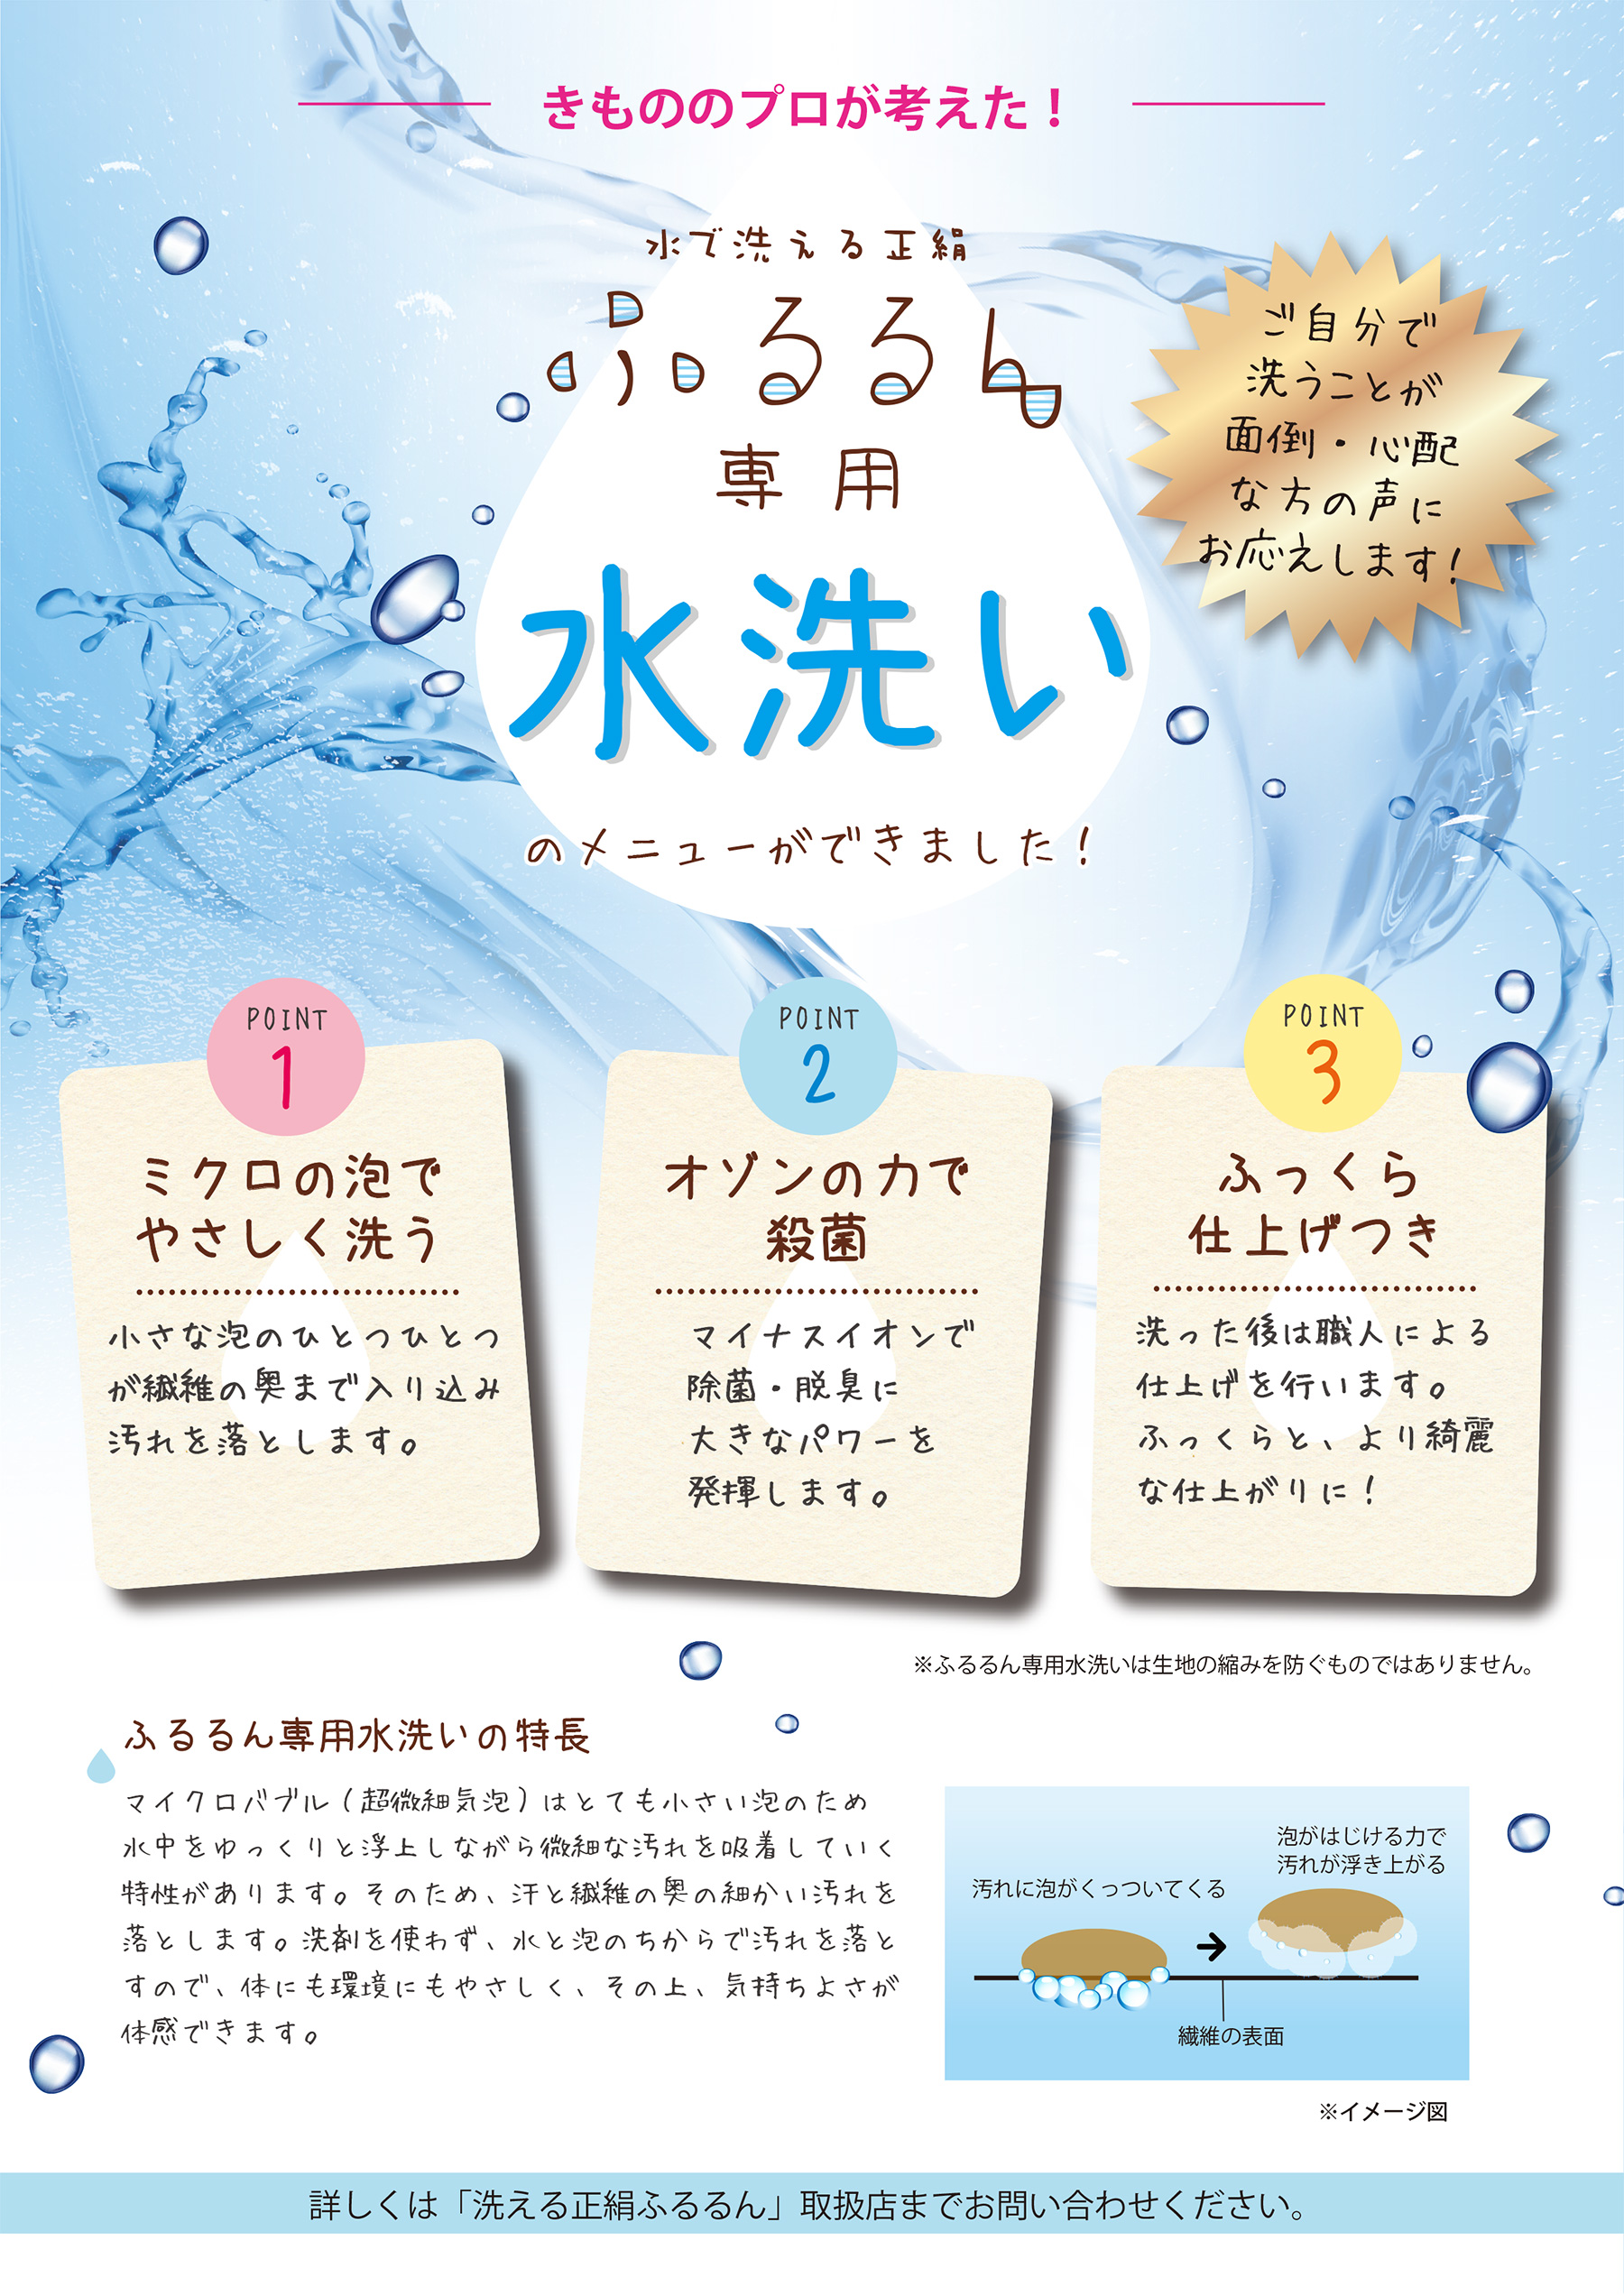 きもののプロが考えた！
水で洗える正絹
ふるるん
専用
水洗い
のメニューができました！
ご自分で
洗うことが
面倒・心配
な方の声に
お応えします！
POINT
1
ミクロの泡で
やさしく洗う
小さな泡のひとつひとつ
が繊維の奥まで入り込み
汚れを落とします。
POINT
2
オゾンの力で
殺菌
マイナスイオンで
除菌・脱臭に
大きなパワーを
発揮します。
POINT
3
ふっくら
仕上げつき
洗った後は職人による
仕上げを行います。
ふっくらと、より綺麗
な仕上がりに！
※ふるるん専用水洗いは生地の縮みを防ぐものではありません。
ふるるん専用水洗いの特長
マイクロバブル（超微細気泡）はとても小さい泡のため
水中をゆっくりと浮上しながら微細な汚れを吸着していく
特性があります。そのため、汗と繊維の奥の細かい汚れを
落とします。洗剤を使わず、水と泡のちからで汚れを落と
すので、体にも環境にもやさしく、その上、気持ちよさが
体感できます。
汚れに泡がくっついてくる
泡がはじける力で
汚れが浮き上がる
繊維の表面
※イメージ図
詳しくは「洗える正絹ふるるん」取扱店までお問い合わせください。